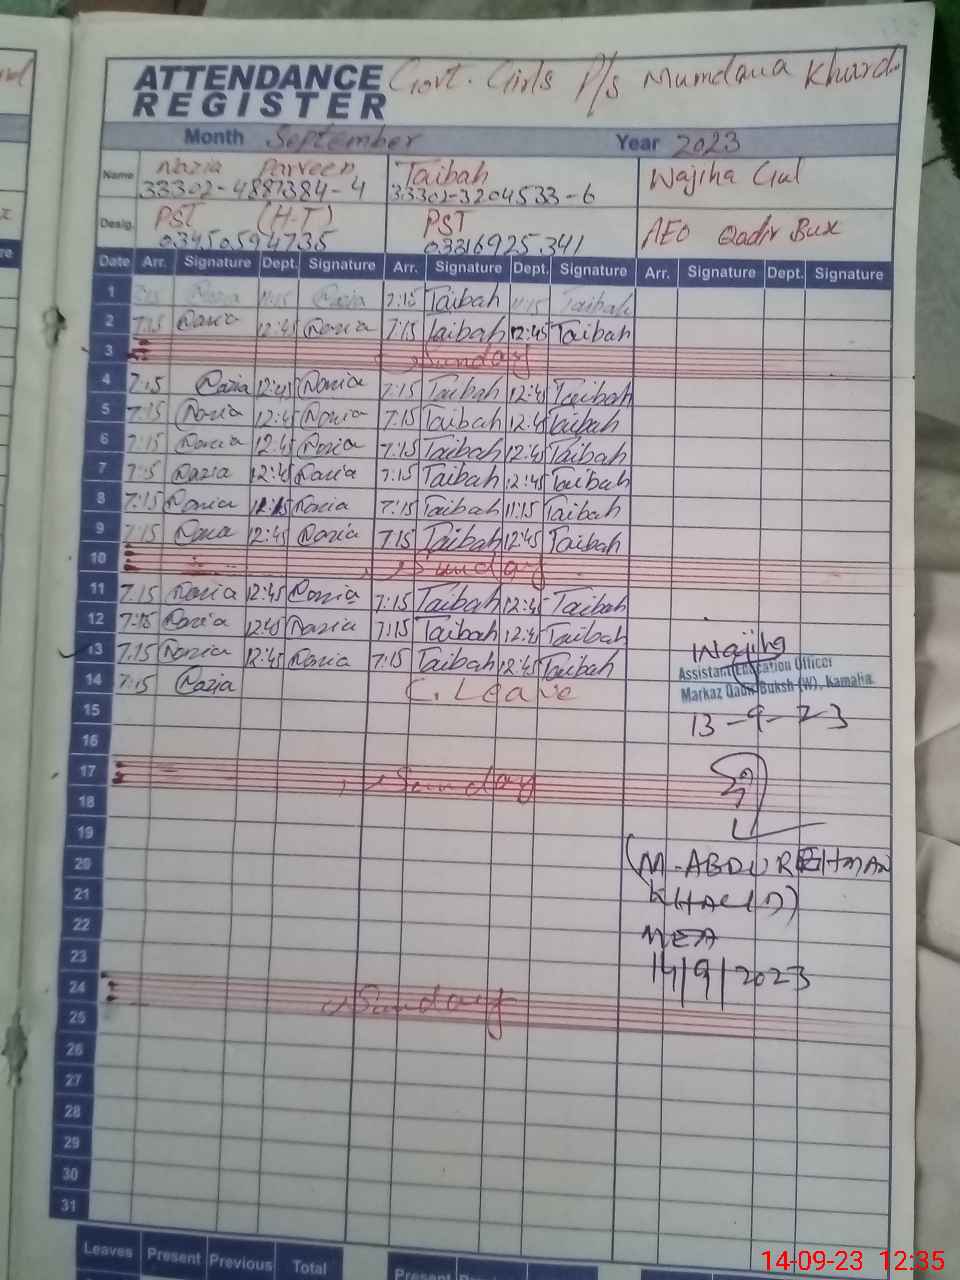 ATTENDANCE REGISTER Govt. Girls P/s Mumdana Khurd.
Month September Year 2023
Name Nazia Parveen Taibah Wajiha Gul
33302-4887384-4 33302-3204533-6
Desig. PST (H-T) PST AEO Qadir Bux
03450594735 03316925341
Date Arr. Signature Dept. Signature Arr. Signature Dept. Signature Arr. Signature Dept. Signature
1 7:15 Nazia 11:15 Nazia 7:15 Taibah 11:15 Taibah
2 7:15 Nazia 12:45 Nazia 7:15 Taibah 12:45 Taibah
3 Sunday
4 7:15 Nazia 12:45 Nazia 7:15 Taibah 12:45 Taibah
5 7:15 Nazia 12:45 Nazia 7:15 Taibah 12:45 Taibah
6 7:15 Nazia 12:45 Nazia 7:15 Taibah 12:45 Taibah
7 7:15 Nazia 12:45 Nazia 7:15 Taibah 12:45 Taibah
8 7:15 Nazia 11:15 Nazia 7:15 Taibah 11:15 Taibah
9 7:15 Nazia 12:45 Nazia 7:15 Taibah 12:45 Taibah
10 Sunday
11 7:15 Nazia 12:45 Nazia 7:15 Taibah 12:45 Taibah
12 7:15 Nazia 12:45 Nazia 7:15 Taibah 12:45 Taibah
13 7:15 Nazia 12:45 Nazia 7:15 Taibah 12:45 Taibah Wajiha
Assistant Education Officer
14 7:15 Nazia C. Leave Markaz Qadir Buksh (W), Kamalia.
15 13-9-23
16
17 Sunday
18
19
20 (M-ABDUREHMAN
21 KHALID)
22 MEA
23 14/9/2023
24 Sunday
25
26
27
28
29
30
31
Leaves Present Previous Total Present
14-09-23 12:35